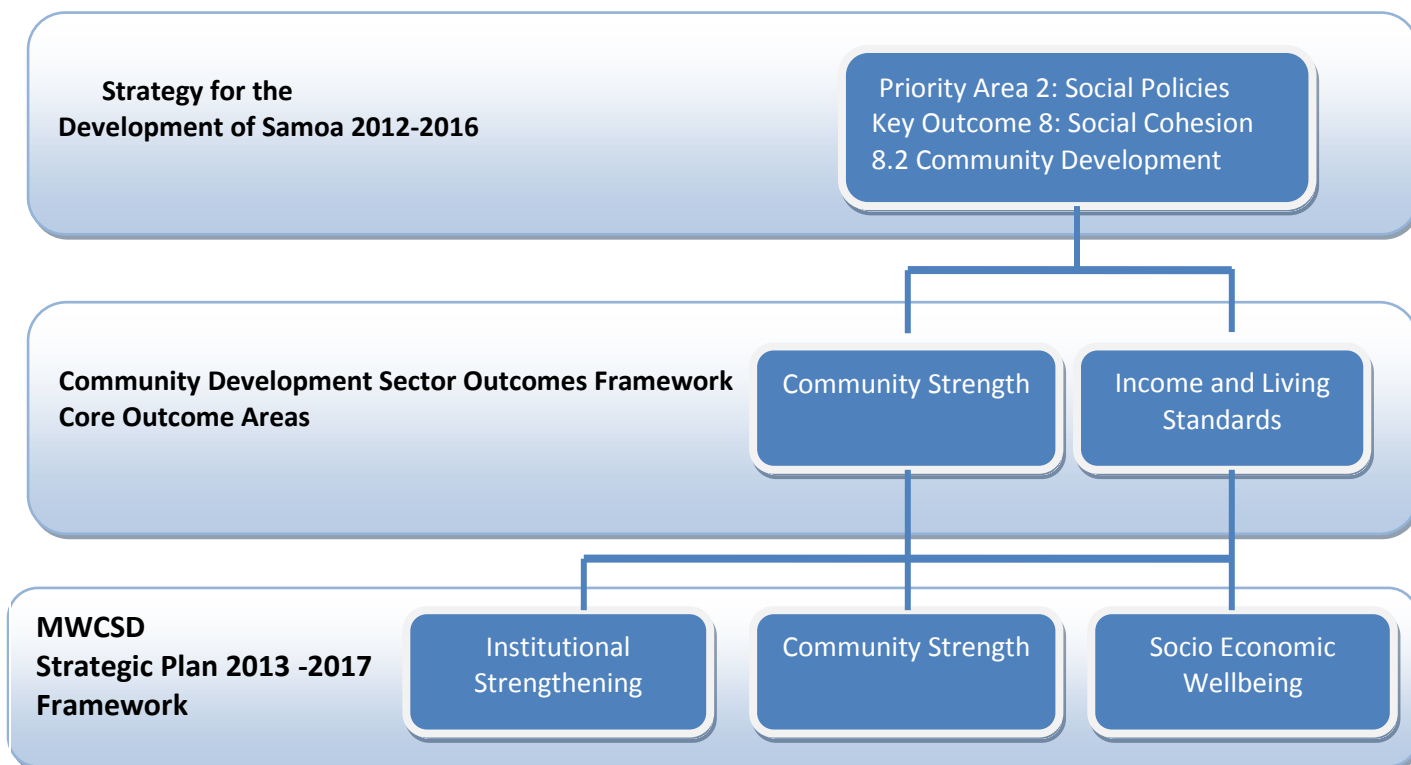 Strategy for the
Development of Samoa 2012-2016
Priority Area 2: Social Policies
Key Outcome 8: Social Cohesion
8.2 Community Development
Community Development Sector Outcomes Framework
Core Outcome Areas
Community Strength
Income and Living
Standards
MWCSD
Strategic Plan 2013 -2017
Framework
Institutional
Strengthening
Community Strength
Socio Economic
Wellbeing